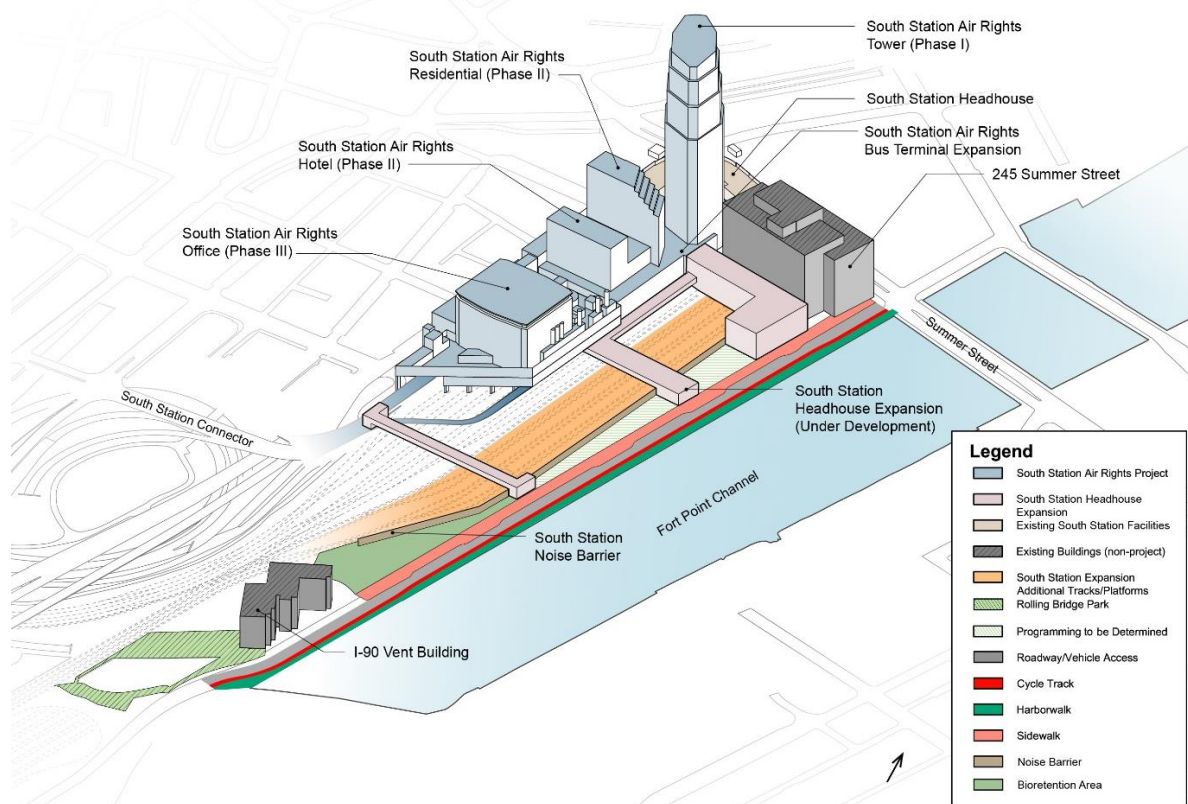 South Station Air Rights
Tower (Phase I)
South Station Air Rights
Residential (Phase II)
South Station Headhouse
South Station Air Rights
Bus Terminal Expansion
South Station Air Rights
Hotel (Phase II)
245 Summer Street
South Station Air Rights
Office (Phase III)
Summer Street
South Station Connector
South Station
Headhouse Expansion
(Under Development)
Fort Point Channel
South Station
Noise Barrier
I-90 Vent Building
Legend
South Station Air Rights Project
South Station Headhouse
Expansion
Existing South Station Facilities
Existing Buildings (non-project)
South Station Expansion
Additional Tracks/Platforms
Rolling Bridge Park
Programming to be Determined
Roadway/Vehicle Access
Cycle Track
Harborwalk
Sidewalk
Noise Barrier
Bioretention Area